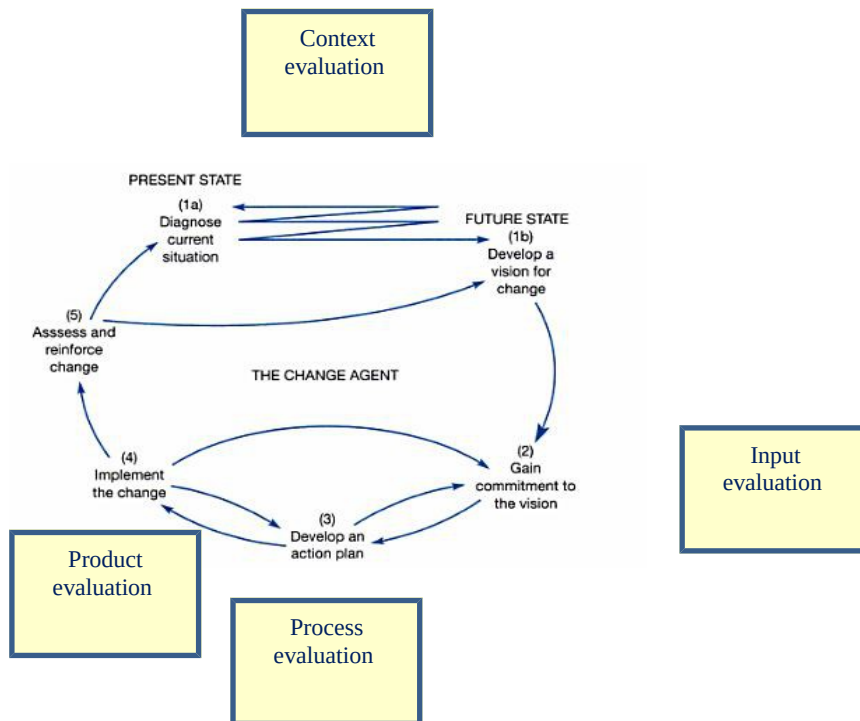 Context
evaluation
PRESENT STATE
(1a)
Diagnose
current
situation
FUTURE STATE
(1b)
Develop a
vision for
change
(5)
Asssess and
reinforce
change
THE CHANGE AGENT
(4)
Implement
the change
(2)
Gain
commitment to
the vision
(3)
Develop an
action plan
Input
evaluation
Product
evaluation
Process
evaluation